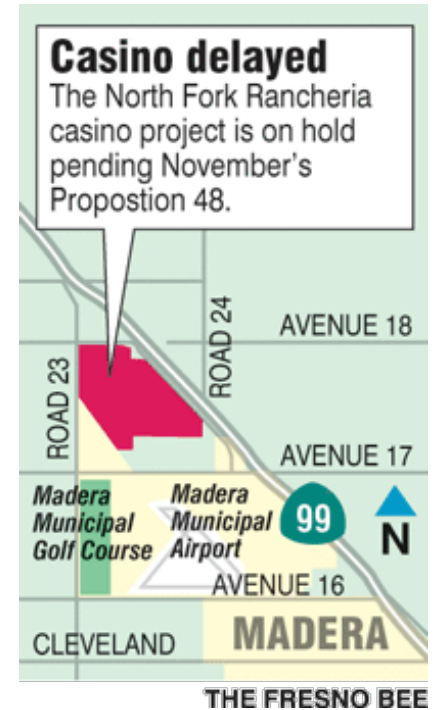 Casino delayed
The North Fork Rancheria
casino project is on hold
pending November's
Propostion 48.
ROAD 24
AVENUE 18
ROAD 23
AVENUE 17
Madera
Municipal
Golf Course
Madera
Municipal
Airport
99
N
AVENUE 16
CLEVELAND
MADERA
THE FRESNO BEE